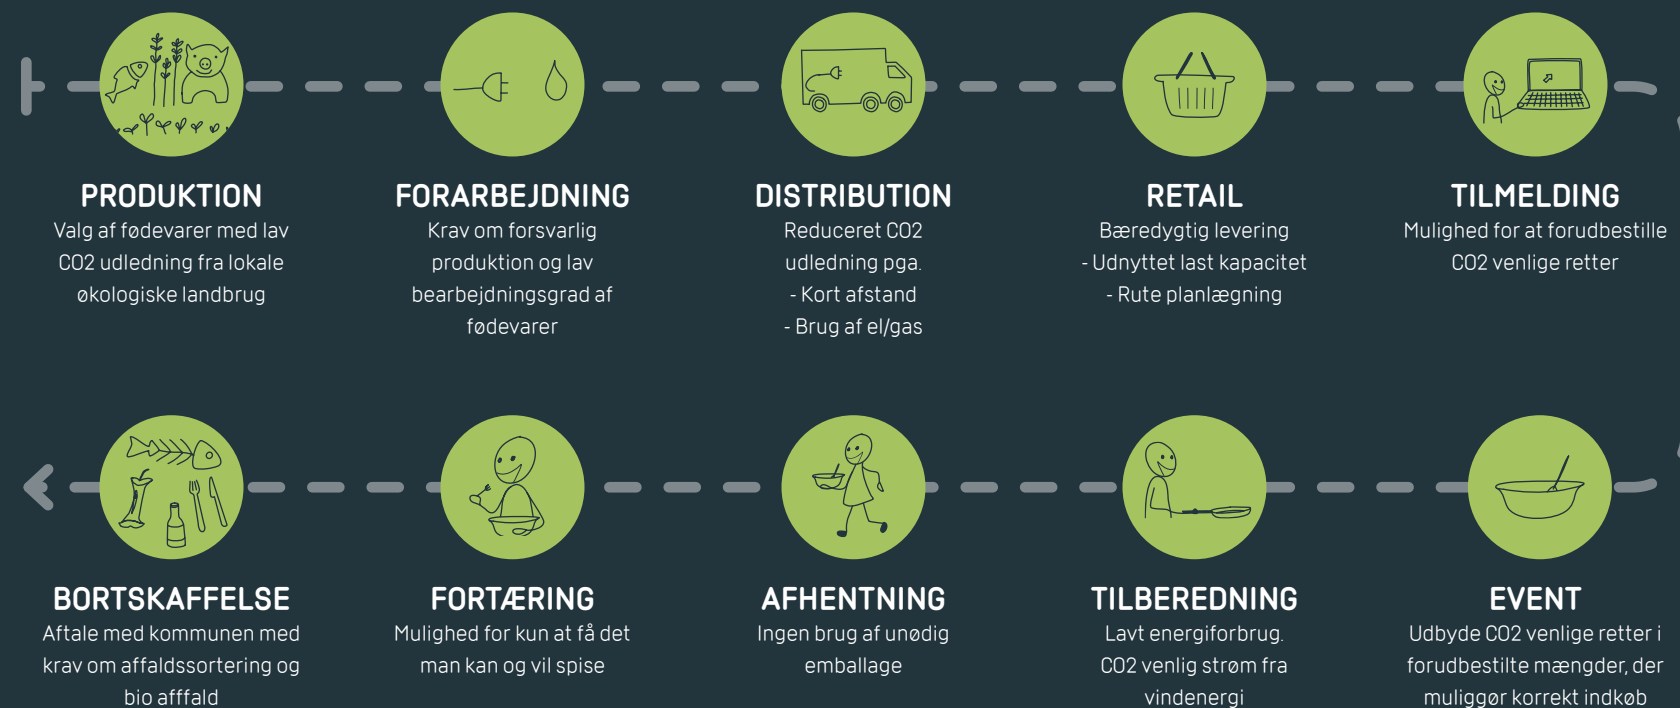 PRODUKTION
Valg af fødevarer med lav
CO2 udledning fra lokale
økologiske landbrug
FORARBEJDNING
Krav om forsvarlig
produktion og lav
bearbejdningsgrad af
fødevarer
DISTRIBUTION
Reduceret CO2
udledning pga.
- Kort afstand
- Brug af el/gas
RETAIL
Bæredygtig levering
- Udnyttet last kapacitet
- Rute planlægning
TILMELDING
Mulighed for at forudbestille
CO2 venlige retter
BORTSKAFFELSE
Aftale med kommunen med
krav om affaldssortering og
bio afffald
FORTÆRING
Mulighed for kun at få det
man kan og vil spise
AFHENTNING
Ingen brug af unødig
emballage
TILBEREDNING
Lavt energiforbrug.
CO2 venlig strøm fra
vindenergi
EVENT
Udbyde CO2 venlige retter i
forudbestilte mængder, der
muliggør korrekt indkøb